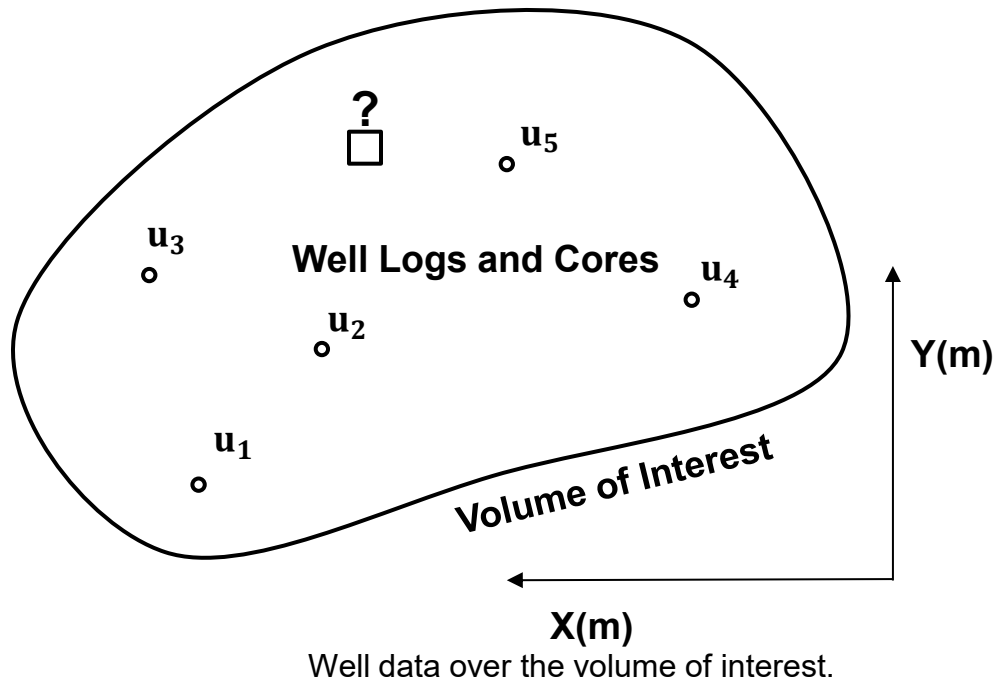 ?
u₅
u₃
Well Logs and Cores
u₄
u₂
Y(m)
u₁
Volume of Interest
X(m)
Well data over the volume of interest.